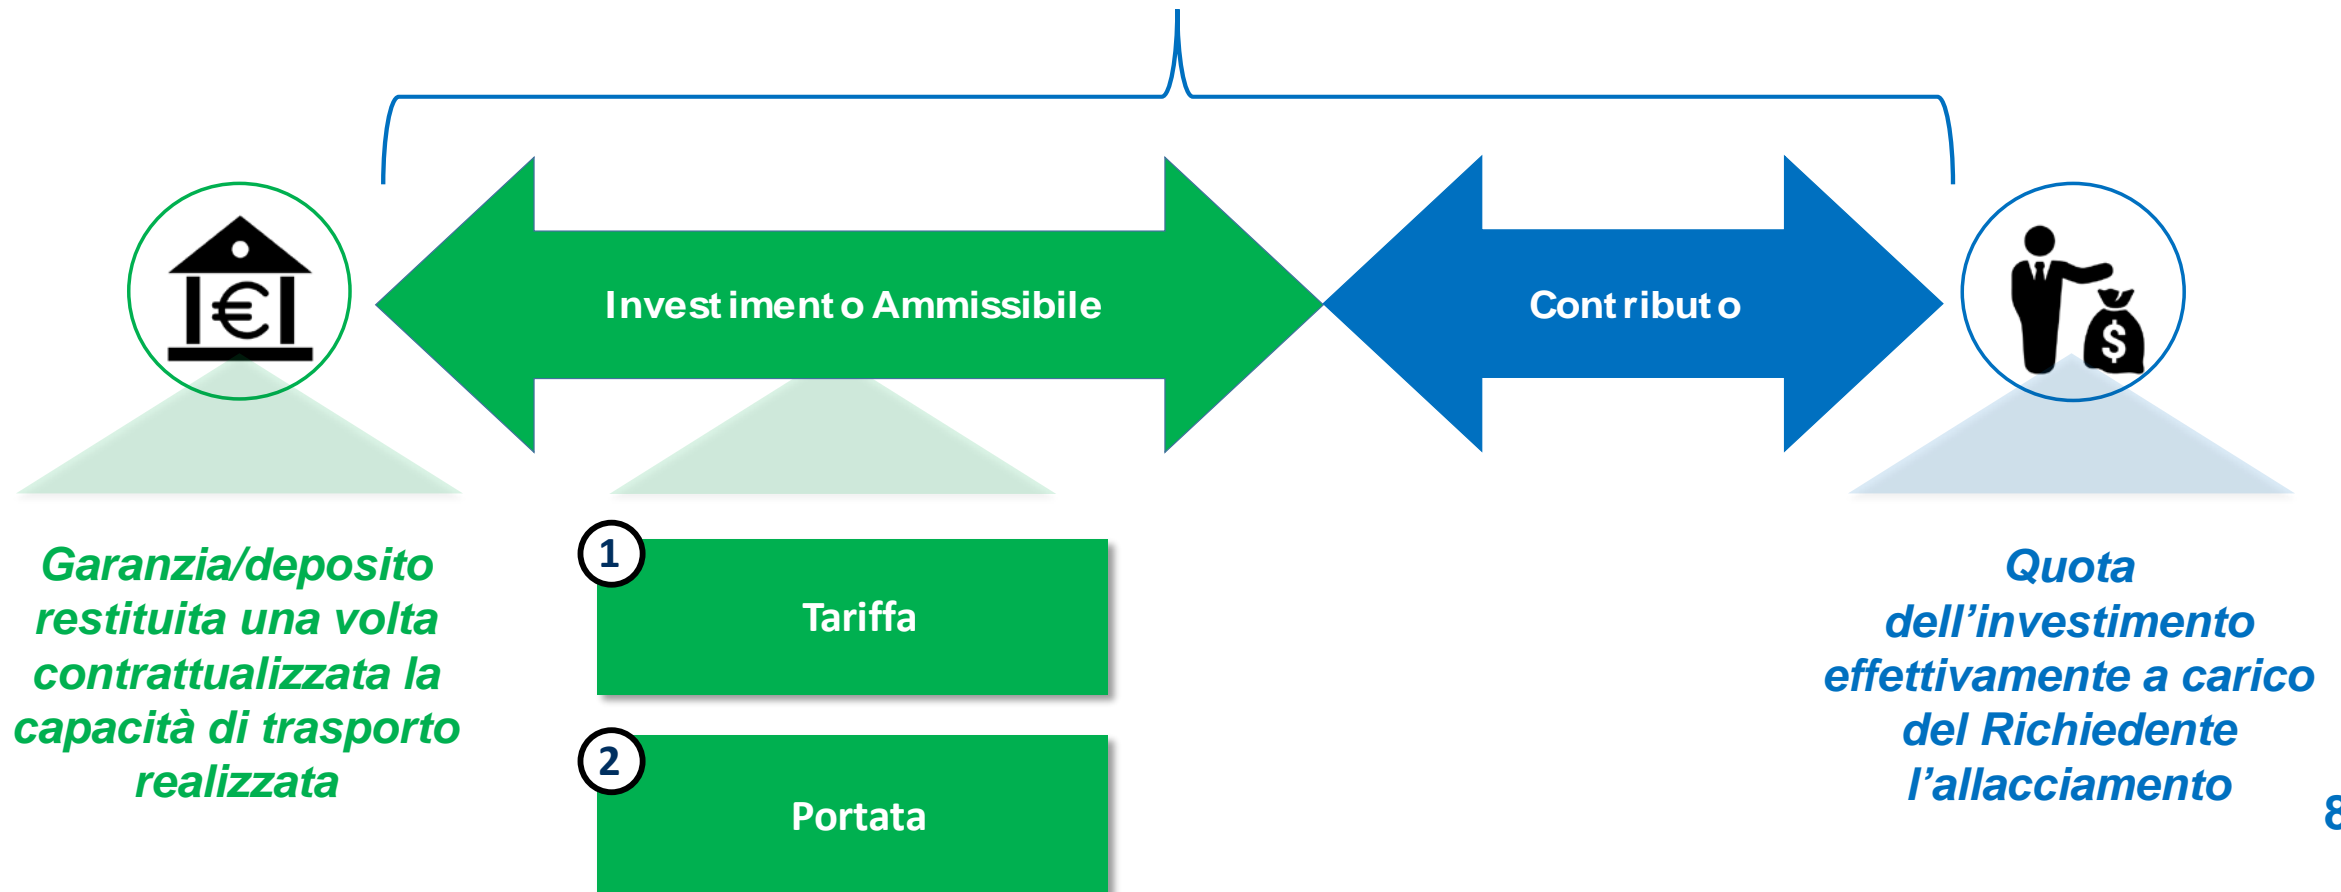 Investimento Ammissibile
Contributo
€
$
Garanzia/deposito
restituita una volta
contrattualizzata la
capacità di trasporto
realizzata
1
Tariffa
2
Portata
Quota
dell’investimento
effettivamente a carico
del Richiedente
l’allacciamento
8